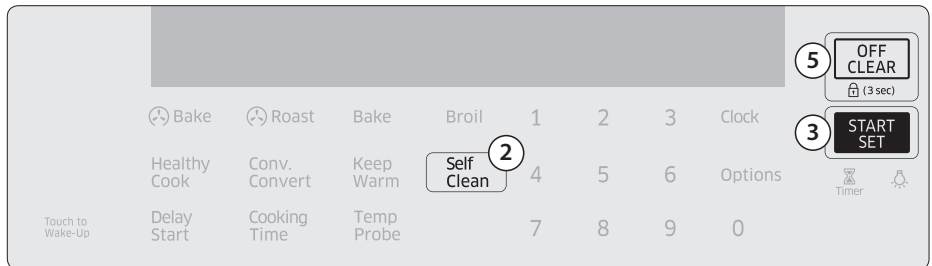 5
OFF
CLEAR
(3 sec)
Bake
Roast
Bake
Broil
1
2
3
Clock
3
START
SET
Healthy
Cook
Conv.
Convert
Keep
Warm
Self
Clean
2
4
5
6
Options
Timer
Touch to
Wake-Up
Delay
Start
Cooking
Time
Temp
Probe
7
8
9
0